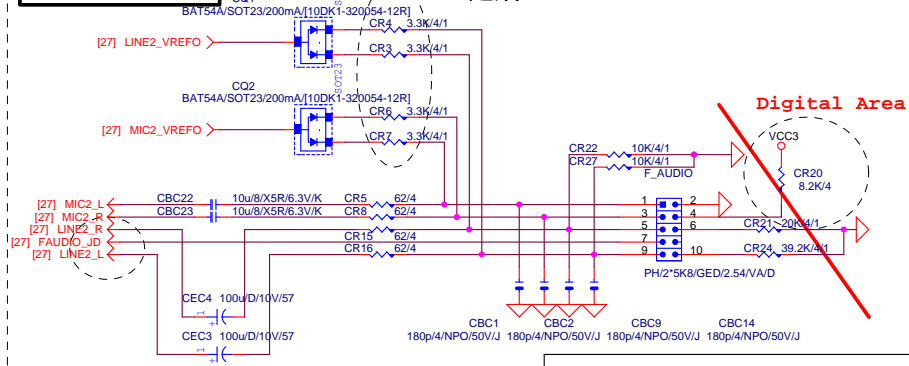 BAT54A/SOT23/200mA/[10DK1-320054-12R]
CR4 3.3K/4/1
[27] LINE2_VREFO
CR3 3.3K/4/1
SOT23
CQ2
BAT54A/SOT23/200mA/[10DK1-320054-12R]
CR6 3.3K/4/1
[27] MIC2_VREFO
CR7 3.3K/4/1
Digital Area
VCC3
CR22 10K/4/1
CR27 10K/4/1
F_AUDIO
CR20
8.2K/4
[27] MIC2_L CBC22 10u/8/X5R/6.3V/K CR5 62/4 1 2
[27] MIC2_R CBC23 10u/8/X5R/6.3V/K CR8 62/4 3 4
[27] LINE2_R 5 6 CR21 20K/4/1
[27] FAUDIO_JD CR15 62/4 7
[27] LINE2_L CR16 62/4 9 10 CR24 39.2K/4/1
PH/2*5K8/GED/2.54/VA/D
CEC4 100u/D/10V/57
1
+
CEC3 100u/D/10V/57
1
+
CBC1 CBC2 CBC9 CBC14
180p/4/NPO/50V/J 180p/4/NPO/50V/J 180p/4/NPO/50V/J 180p/4/NPO/50V/J